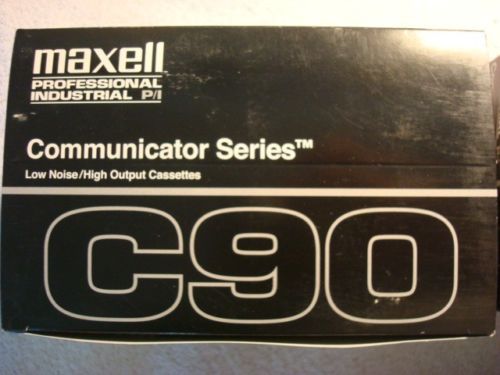 maxell
PROFESSIONAL
INDUSTRIAL P/I
Communicator Series™
Low Noise/High Output Cassettes
C90